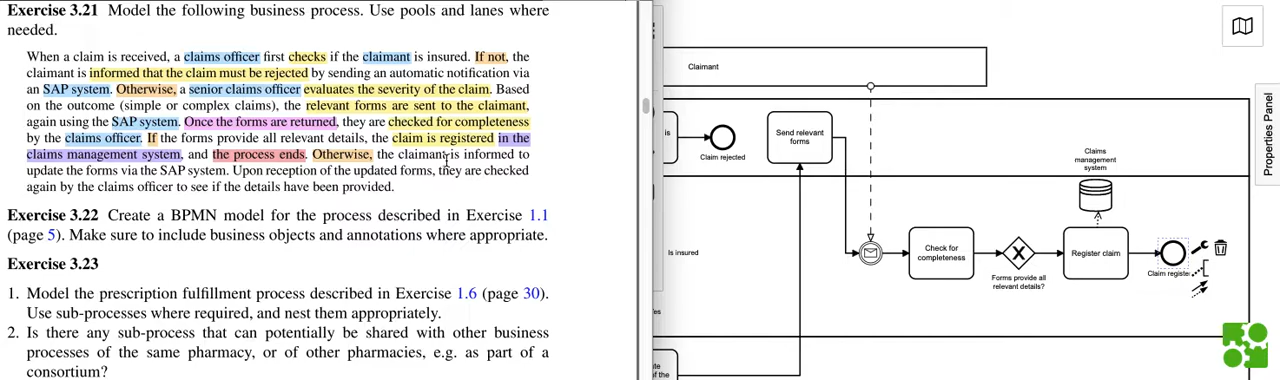 Exercise 3.21 Model the following business process. Use pools and lanes where
needed.
When a claim is received, a claims officer first checks if the claimant is insured. If not, the
claimant is informed that the claim must be rejected by sending an automatic notification via
an SAP system. Otherwise, a senior claims officer evaluates the severity of the claim. Based
on the outcome (simple or complex claims), the relevant forms are sent to the claimant,
again using the SAP system. Once the forms are returned, they are checked for completeness
by the claims officer. If the forms provide all relevant details, the claim is registered in the
claims management system, and the process ends. Otherwise, the claimant is informed to
update the forms via the SAP system. Upon reception of the updated forms, they are checked
again by the claims officer to see if the details have been provided.
Exercise 3.22 Create a BPMN model for the process described in Exercise 1.1
(page 5). Make sure to include business objects and annotations where appropriate.
Exercise 3.23
1. Model the prescription fulfillment process described in Exercise 1.6 (page 30).
Use sub-processes where required, and nest them appropriately.
2. Is there any sub-process that can potentially be shared with other business
processes of the same pharmacy, or of other pharmacies, e.g. as part of a
consortium?
Claimant
is
Claim rejected
Send relevant
forms
Claims
management
system
Is insured
Check for
completeness
Forms provide all
relevant details?
Register claim
Claim registe
es
te
of the
Properties Panel